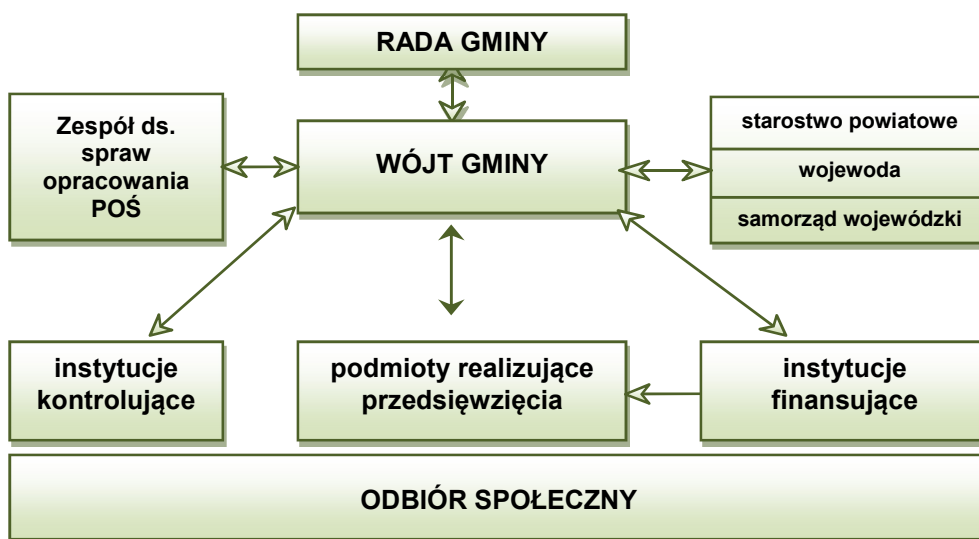 RADA GMINY
Zespół ds.
spraw
opracowania
POŚ
WÓJT GMINY
starostwo powiatowe
wojewoda
samorząd wojewódzki
instytucje
kontrolujące
podmioty realizujące
przedsięwzięcia
instytucje
finansujące
ODBIÓR SPOŁECZNY